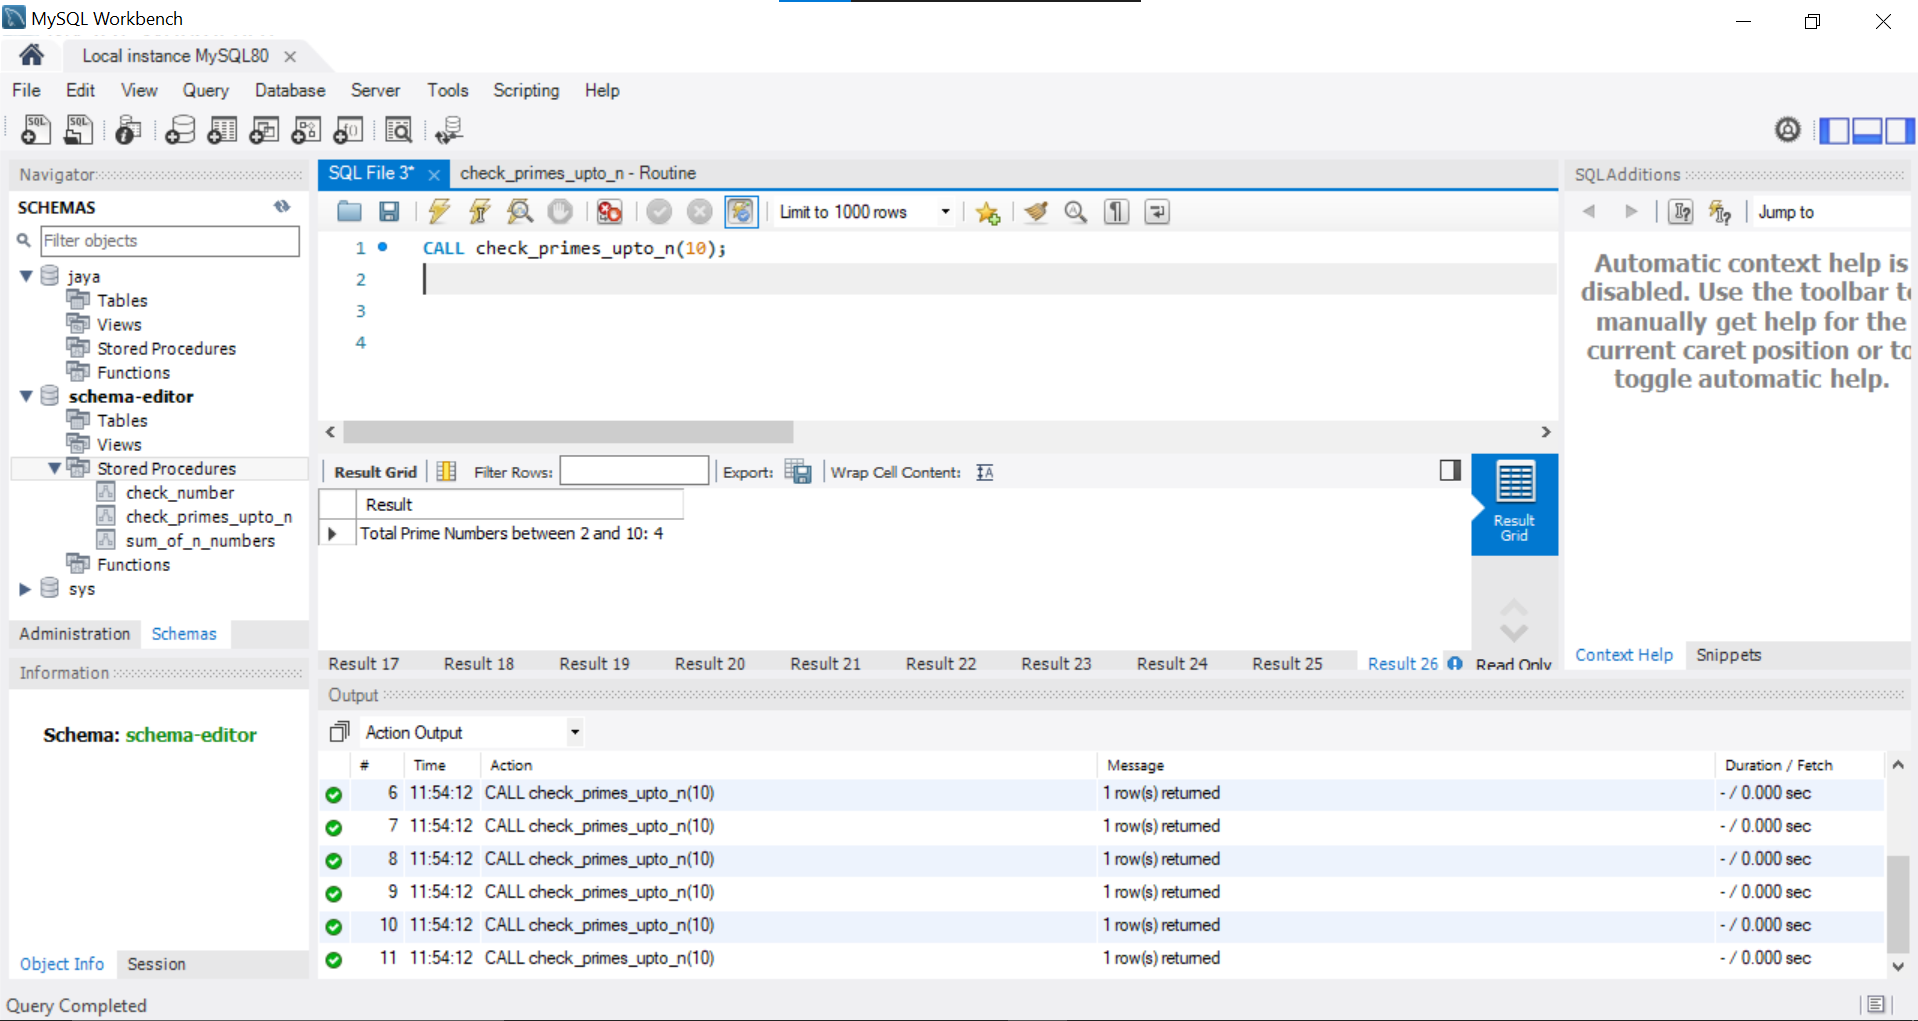 MySQL Workbench
Local instance MySQL80
File Edit View Query Database Server Tools Scripting Help
Navigator
SCHEMAS
Filter objects
jaya
Tables
Views
Stored Procedures
Functions
schema-editor
Tables
Views
Stored Procedures
check_number
check_primes_upto_n
sum_of_n_numbers
Functions
sys
Administration Schemas
Information
Schema: schema-editor
Object Info Session
Query Completed
SQL File 3* check_primes_upto_n - Routine
Limit to 1000 rows
1 CALL check_primes_upto_n(10);
2
3
4
Result Grid Filter Rows: Export: Wrap Cell Content:
Result
Total Prime Numbers between 2 and 10: 4
Result
Grid
Result 17 Result 18 Result 19 Result 20 Result 21 Result 22 Result 23 Result 24 Result 25 Result 26 Read Only
Output
Action Output
# Time Action Message Duration / Fetch
6 11:54:12 CALL check_primes_upto_n(10) 1 row(s) returned - / 0.000 sec
7 11:54:12 CALL check_primes_upto_n(10) 1 row(s) returned - / 0.000 sec
8 11:54:12 CALL check_primes_upto_n(10) 1 row(s) returned - / 0.000 sec
9 11:54:12 CALL check_primes_upto_n(10) 1 row(s) returned - / 0.000 sec
10 11:54:12 CALL check_primes_upto_n(10) 1 row(s) returned - / 0.000 sec
11 11:54:12 CALL check_primes_upto_n(10) 1 row(s) returned - / 0.000 sec
SQLAdditions
Jump to
Automatic context help is
disabled. Use the toolbar to
manually get help for the
current caret position or to
toggle automatic help.
Context Help Snippets